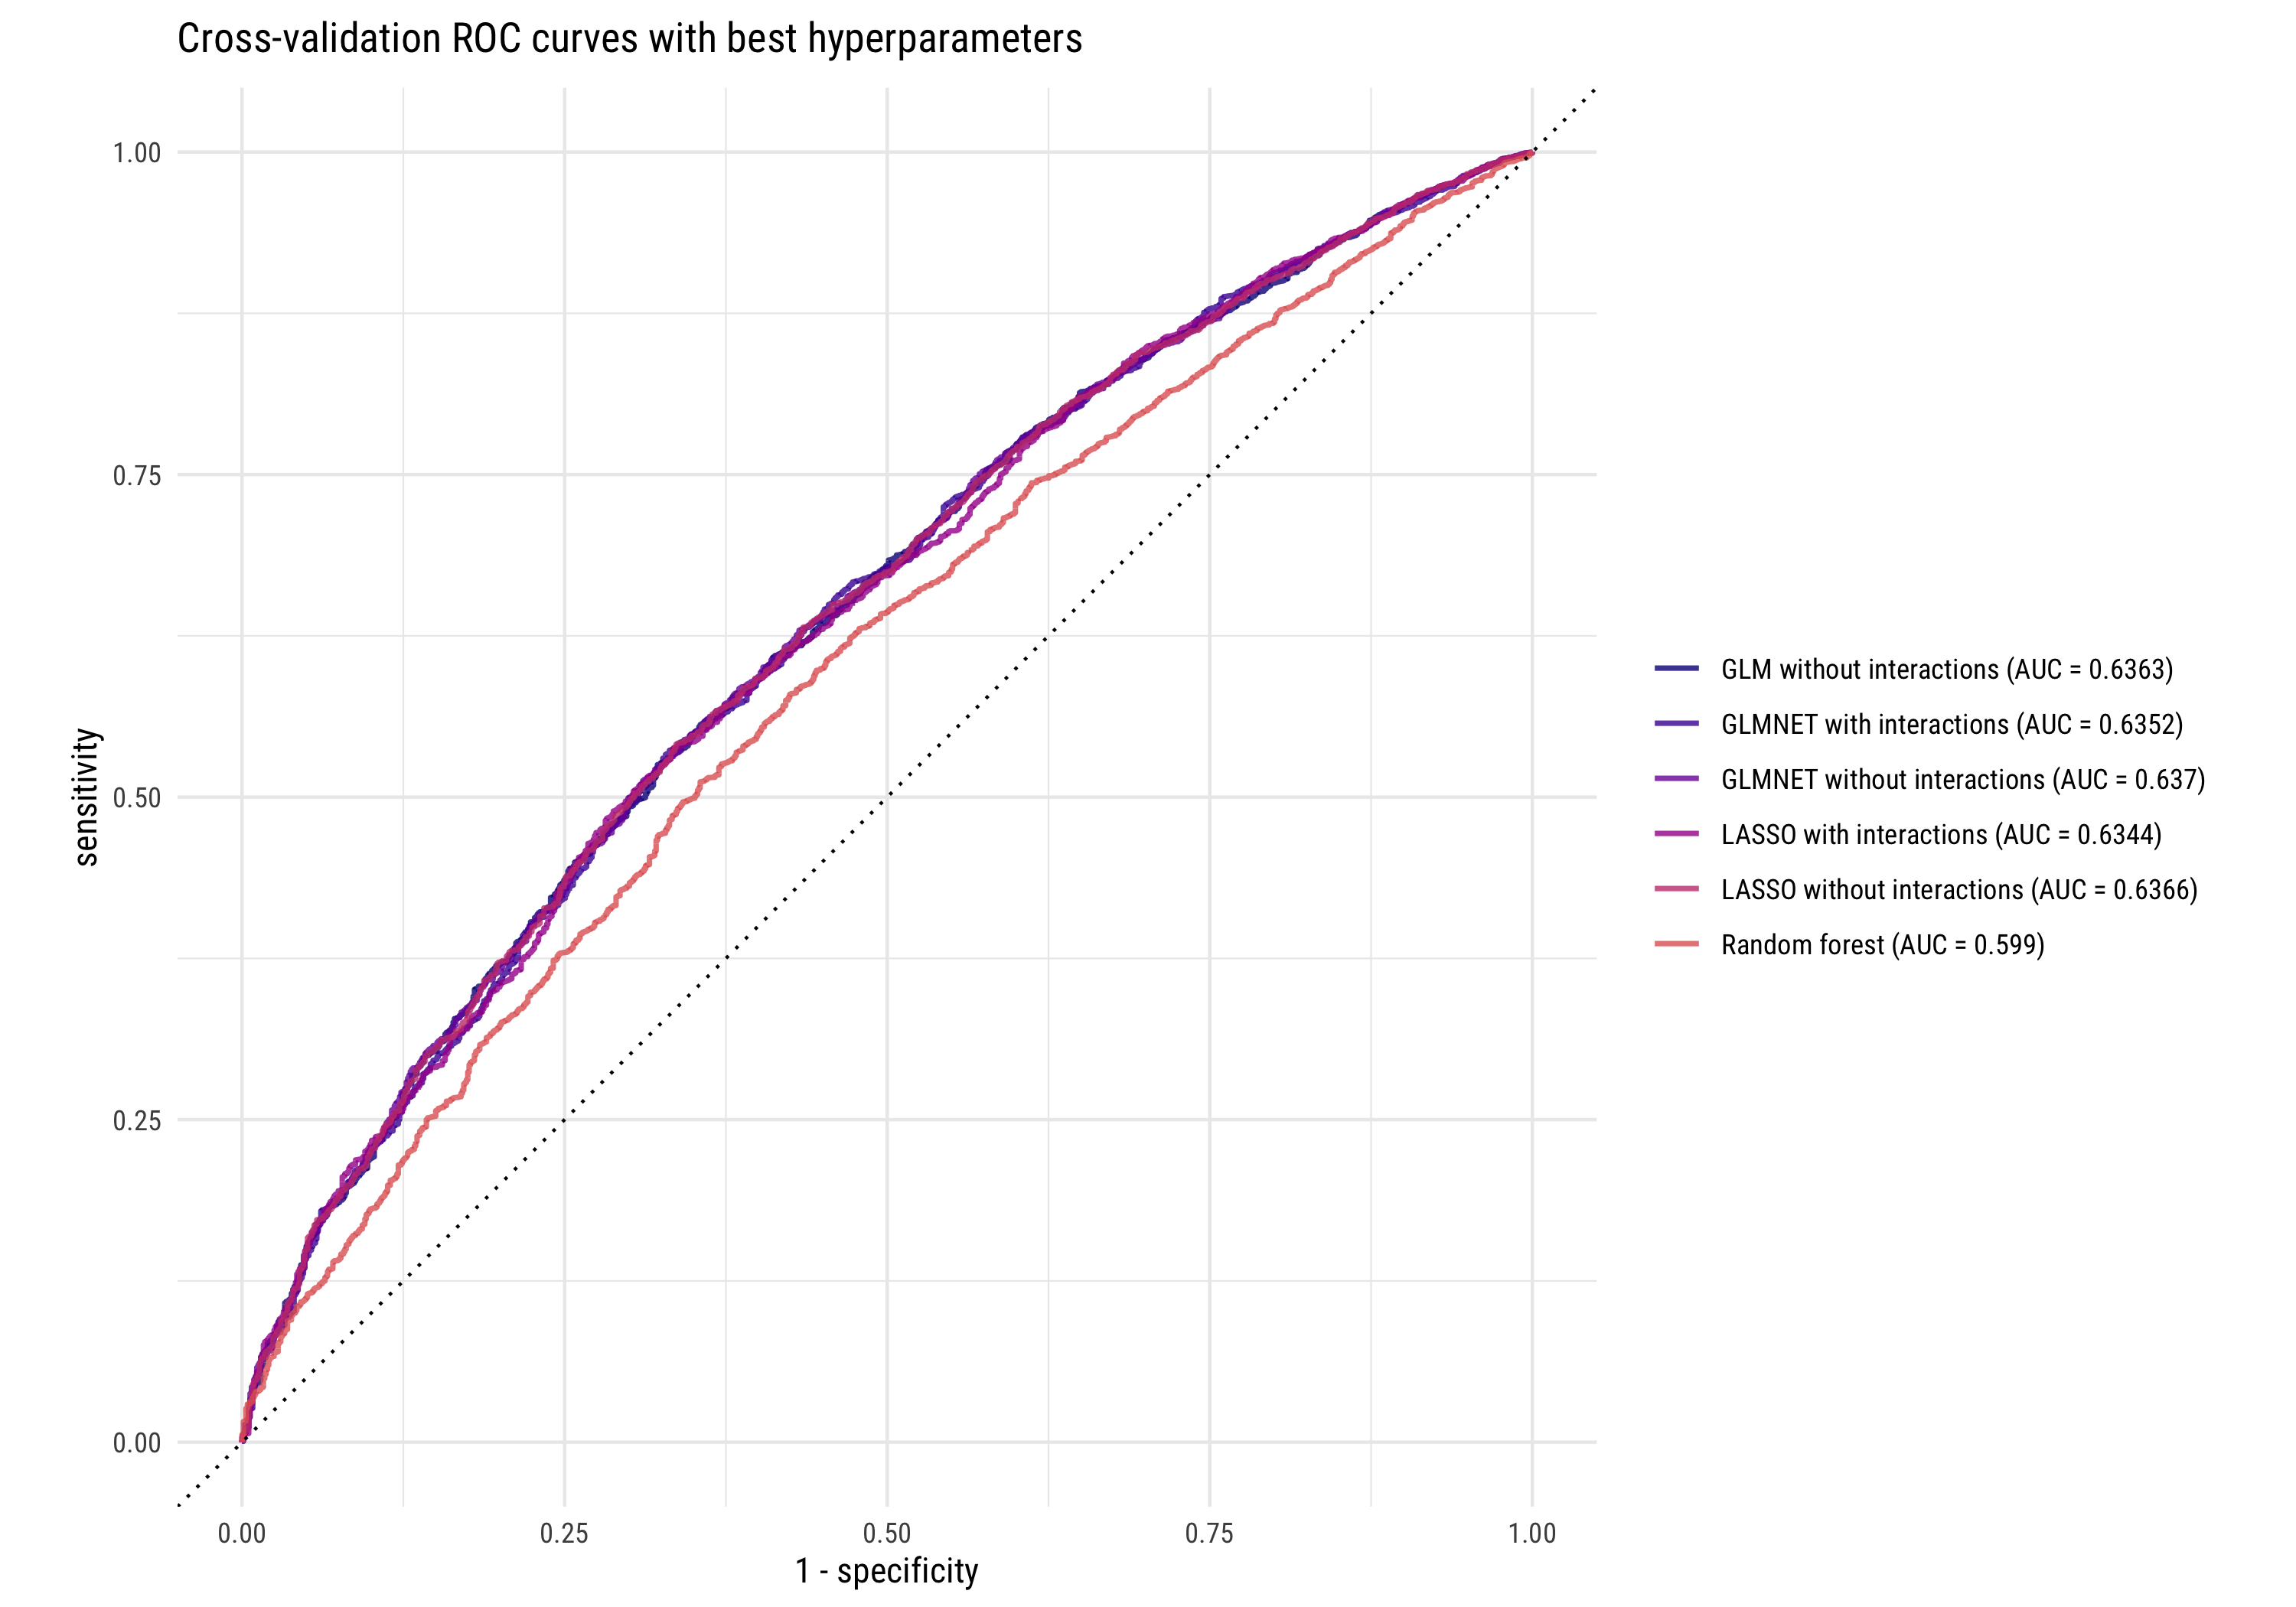 Cross-validation ROC curves with best hyperparameters
1.00
0.75
0.50
0.25
0.00
sensitivity
0.00
0.25
0.50
0.75
1.00
1 - specificity
GLM without interactions (AUC = 0.6363)
GLMNET with interactions (AUC = 0.6352)
GLMNET without interactions (AUC = 0.637)
LASSO with interactions (AUC = 0.6344)
LASSO without interactions (AUC = 0.6366)
Random forest (AUC = 0.599)